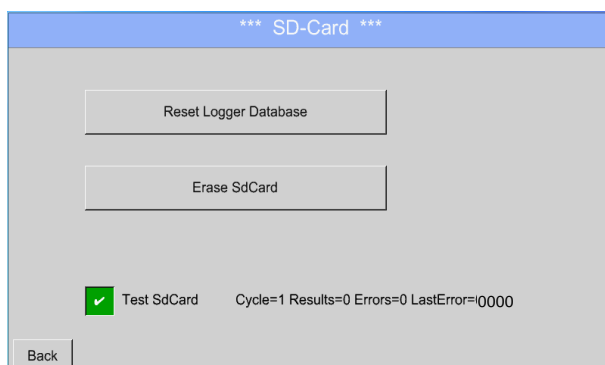 *** SD-Card ***
Reset Logger Database
Erase SdCard
Test SdCard Cycle=1 Results=0 Errors=0 LastError=0000
Back